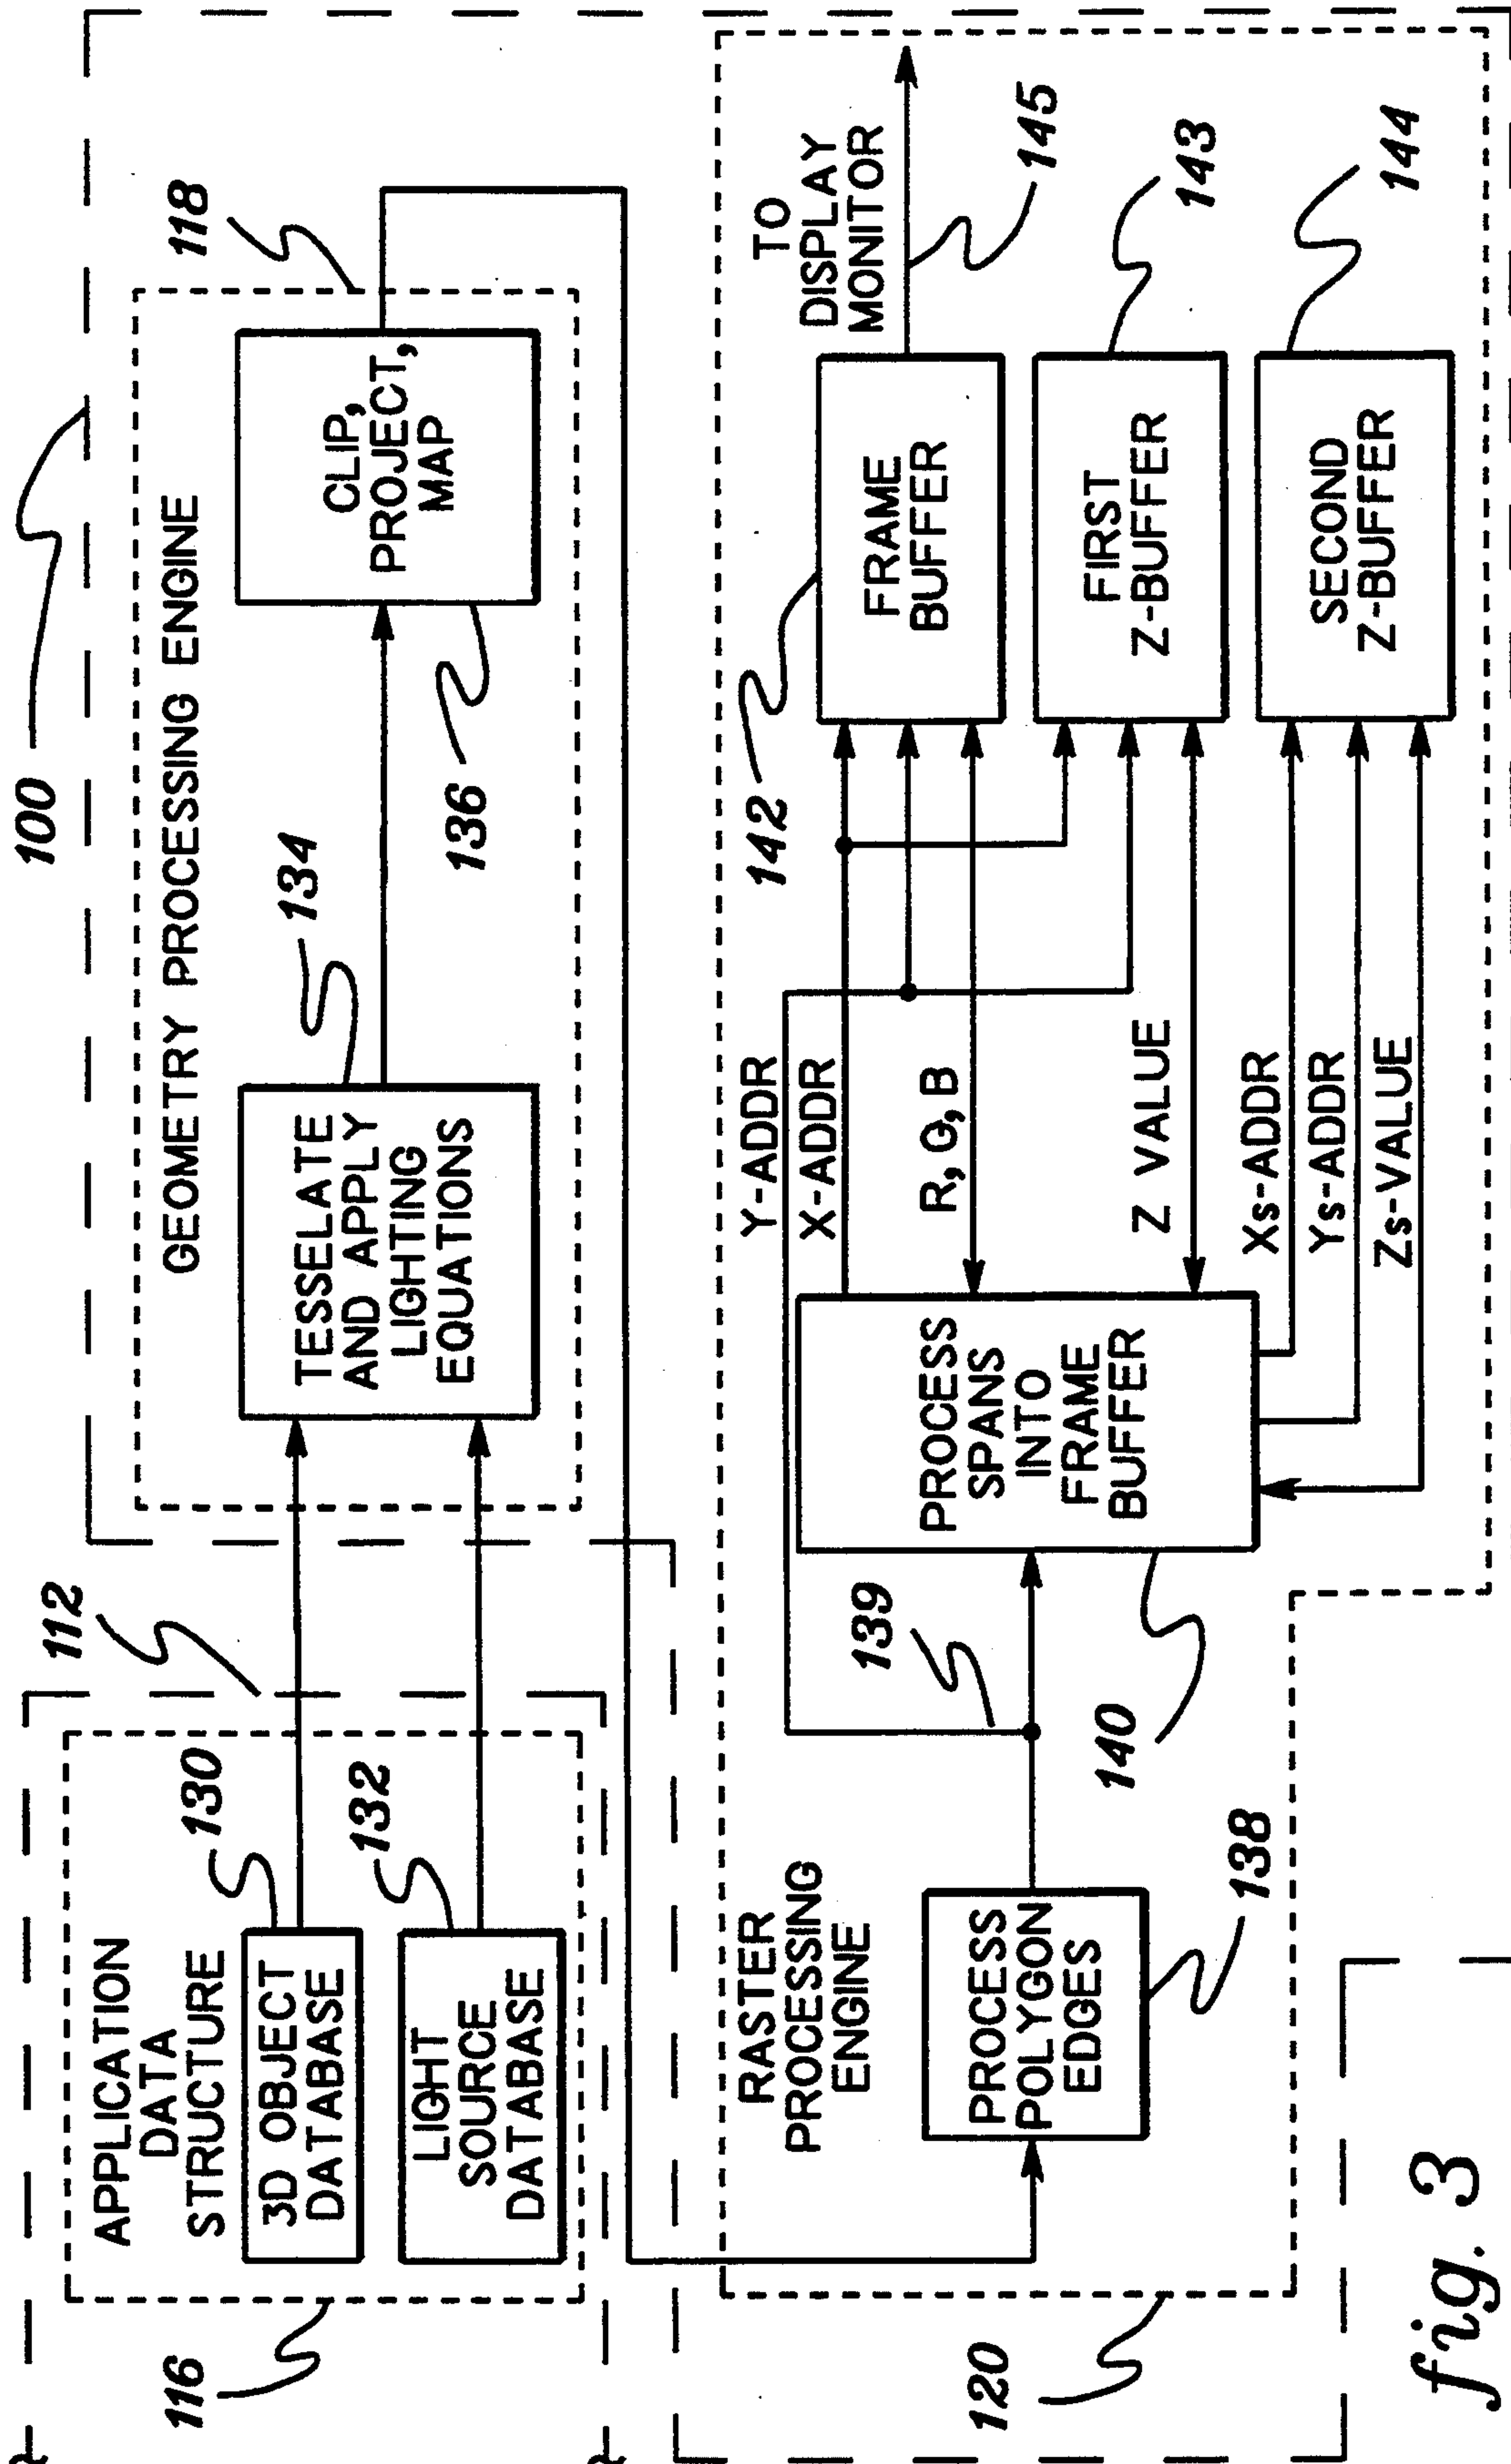 100
112
118
APPLICATION
DATA
STRUCTURE
130
3D OBJECT
DATABASE
132
LIGHT
SOURCE
DATABASE
116
GEOMETRY PROCESSING ENGINE
134
TESSELATE
AND APPLY
LIGHTING
EQUATIONS
CLIP,
PROJECT,
MAP
136
RASTER
PROCESSING
ENGINE
PROCESS
POLYGON
EDGES
138
120
139
PROCESS
SPANS
INTO
FRAME
BUFFER
140
Y-ADDR
X-ADDR
R, G, B
Z VALUE
Xs-ADDR
Ys-ADDR
Zs-VALUE
142
FRAME
BUFFER
TO
DISPLAY
MONITOR
145
FIRST
Z-BUFFER
143
SECOND
Z-BUFFER
144
fig. 3